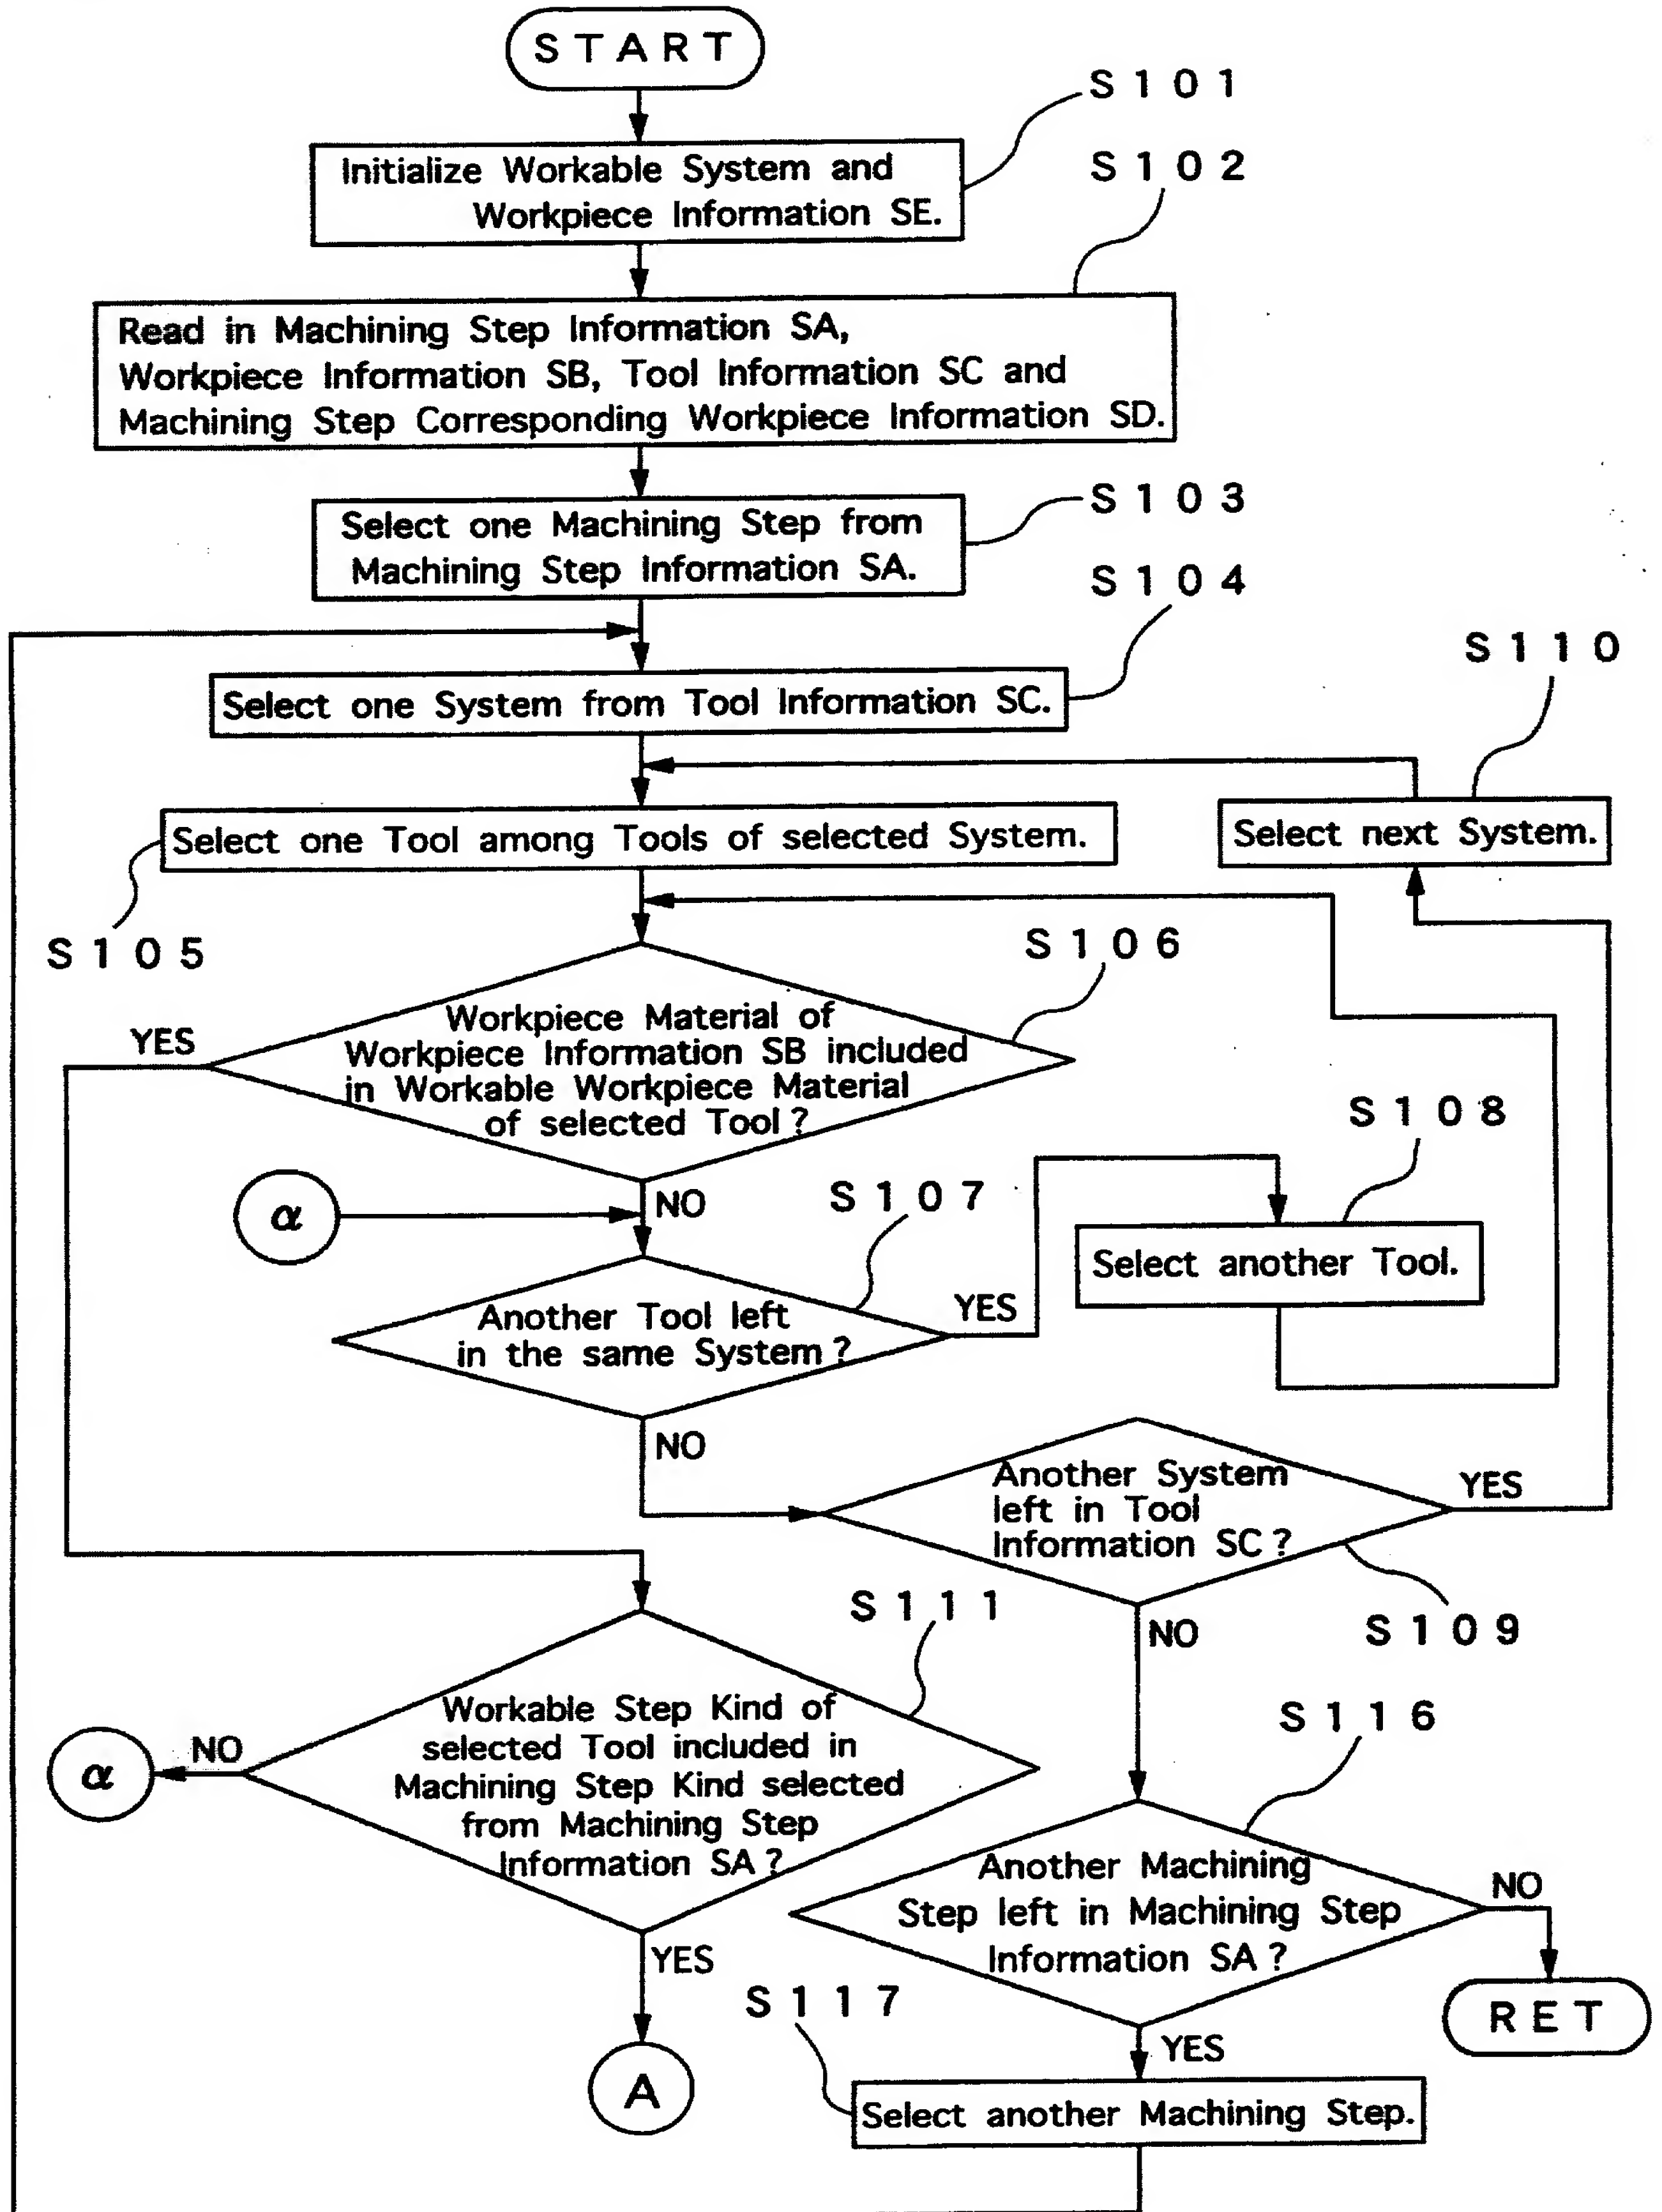 START
S101
Initialize Workable System and
Workpiece Information SE.
S102
Read in Machining Step Information SA,
Workpiece Information SB, Tool Information SC and
Machining Step Corresponding Workpiece Information SD.
S103
Select one Machining Step from
Machining Step Information SA.
S104
Select one System from Tool Information SC.
S110
Select one Tool among Tools of selected System.
Select next System.
S105
S106
YES
Workpiece Material of
Workpiece Information SB included
in Workable Workpiece Material
of selected Tool?
S108
α
NO
S107
Select another Tool.
Another Tool left
in the same System?
YES
NO
Another System
left in Tool
Information SC?
YES
S109
NO
S111
Workable Step Kind of
selected Tool included in
Machining Step Kind selected
from Machining Step
Information SA?
NO
α
S116
Another Machining
Step left in Machining Step
Information SA?
NO
YES
RET
S117
YES
A
Select another Machining Step.